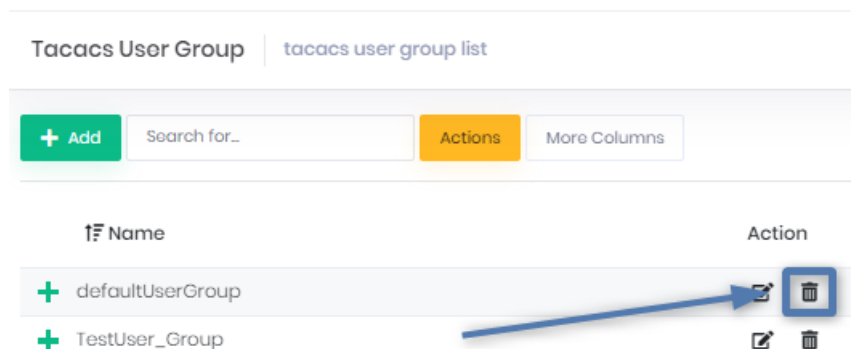 Tacacs User Group tacacs user group list
Add Search for... Actions More Columns
Name Action
defaultUserGroup
TestUser_Group